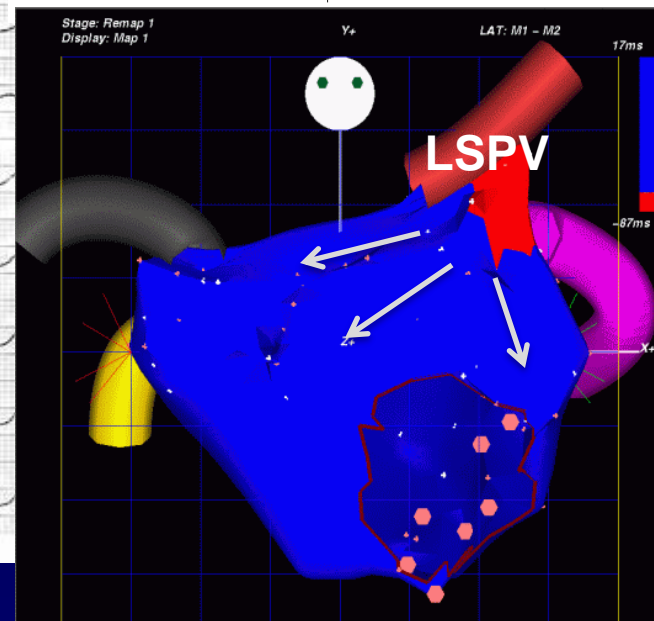 Stage: Remap 1
Display: Map 1
Y+
LAT: M1 – M2
17ms
LSPV
-87ms
Z+
X+